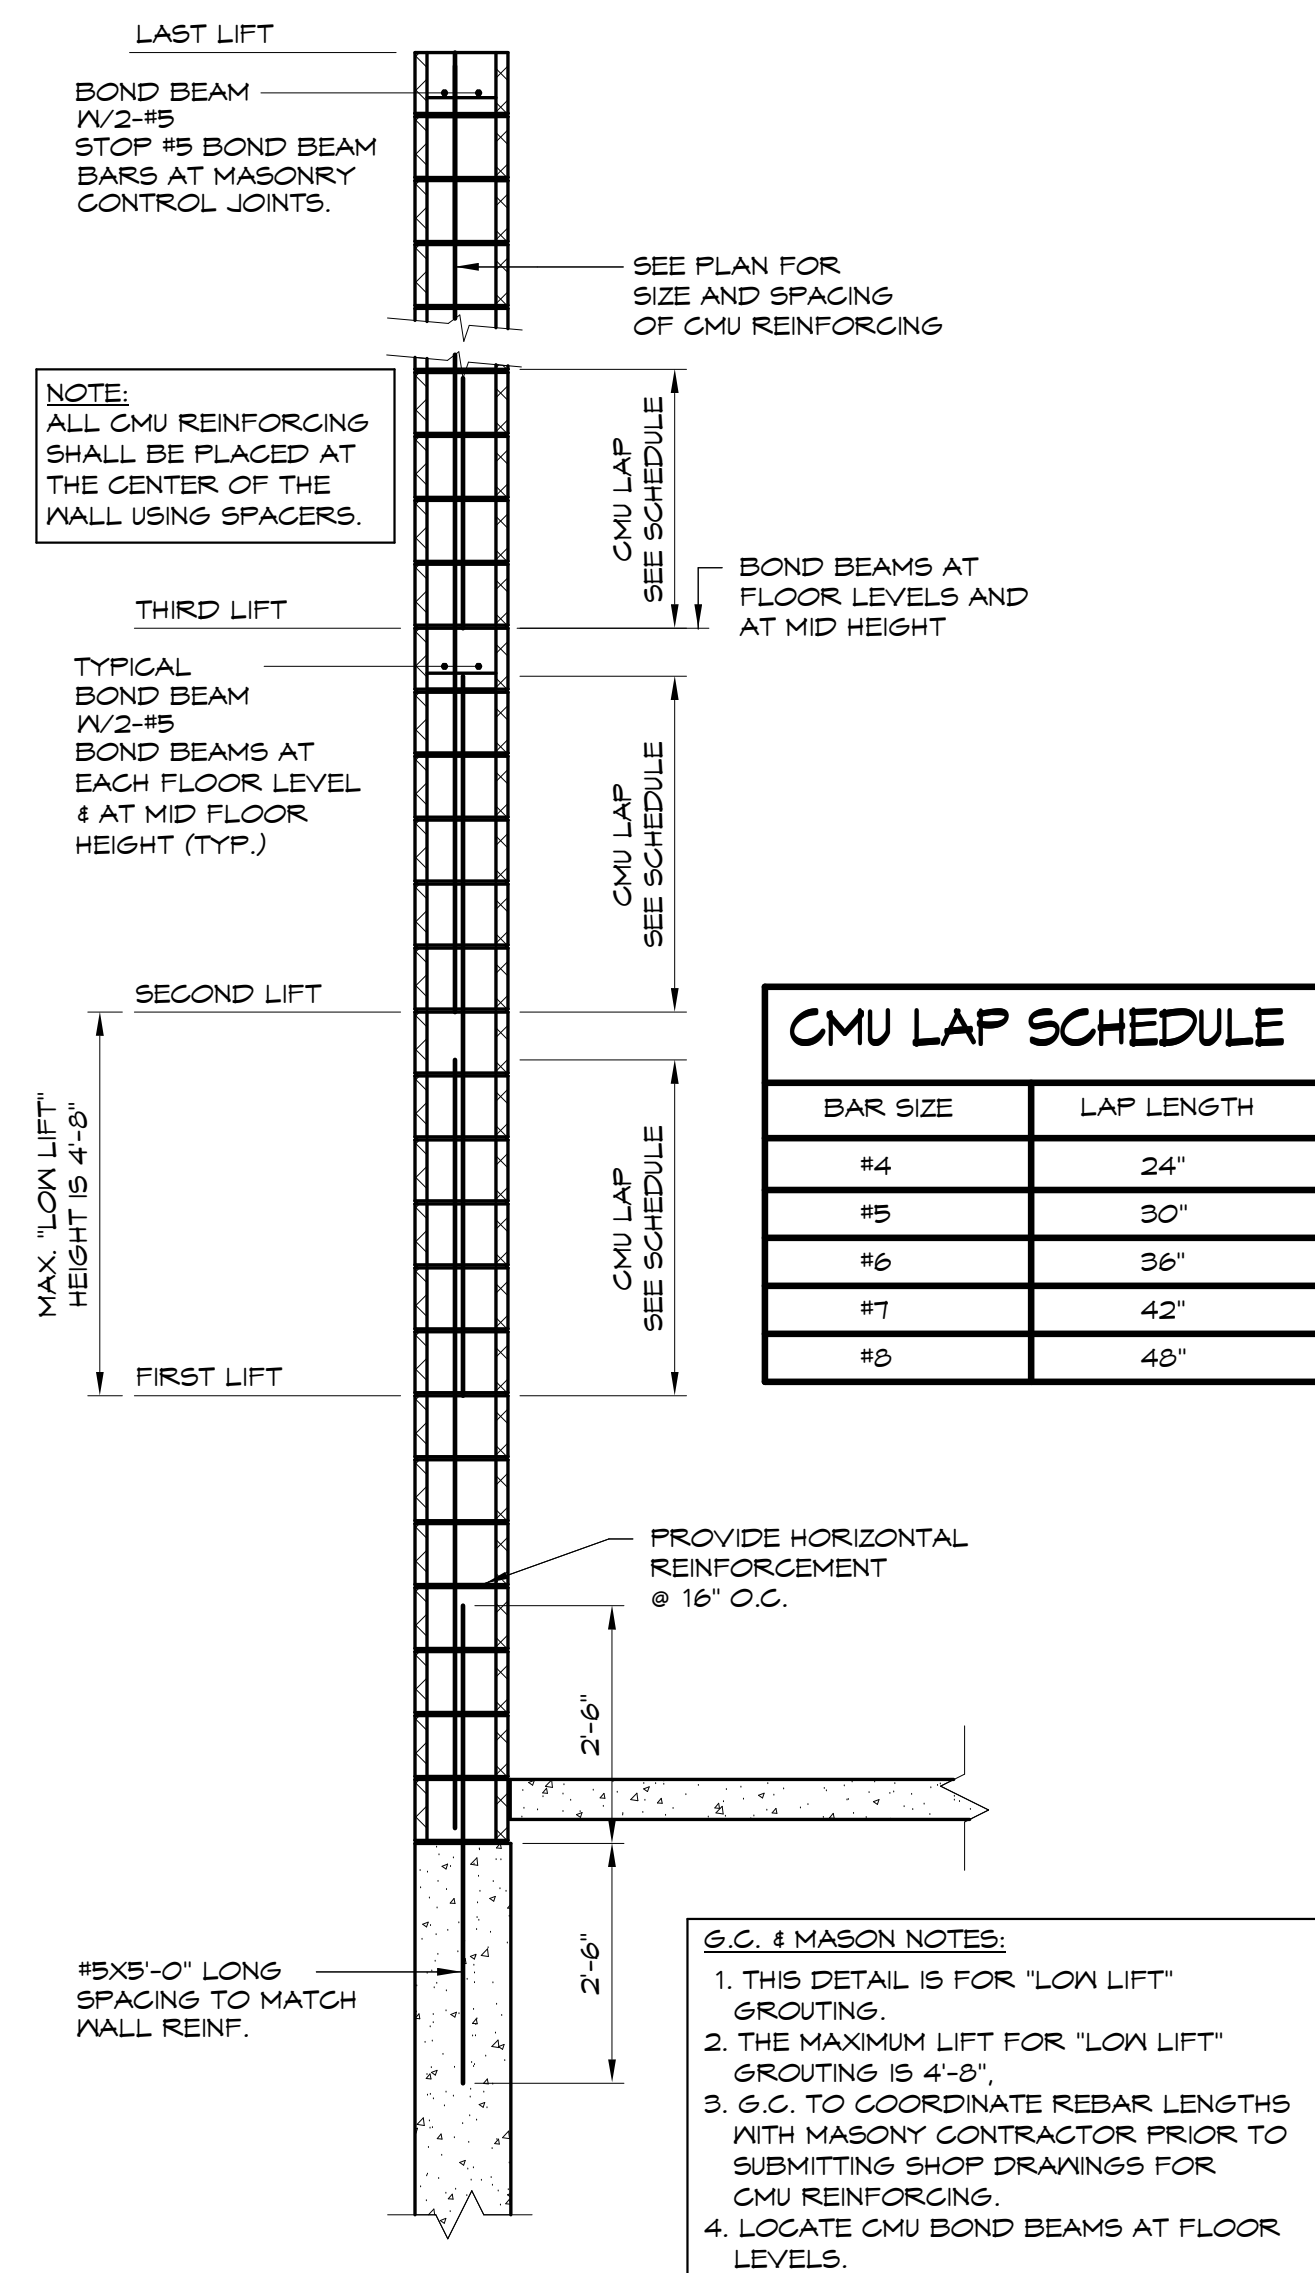 LAST LIFT
BOND BEAM
W/2-#5
STOP #5 BOND BEAM
BARS AT MASONRY
CONTROL JOINTS.
SEE PLAN FOR
SIZE AND SPACING
OF CMU REINFORCING
NOTE:
ALL CMU REINFORCING
SHALL BE PLACED AT
THE CENTER OF THE
WALL USING SPACERS.
CMU LAP
SEE SCHEDULE
BOND BEAMS AT
FLOOR LEVELS AND
AT MID HEIGHT
THIRD LIFT
TYPICAL
BOND BEAM
W/2-#5
BOND BEAMS AT
EACH FLOOR LEVEL
& AT MID FLOOR
HEIGHT (TYP.)
CMU LAP
SEE SCHEDULE
SECOND LIFT
MAX. "LOW LIFT"
HEIGHT IS 4'-8"
CMU LAP
SEE SCHEDULE
CMU LAP SCHEDULE
BAR SIZE LAP LENGTH
#4 24"
#5 30"
#6 36"
#7 42"
#8 48"
FIRST LIFT
PROVIDE HORIZONTAL
REINFORCEMENT
@ 16" O.C.
2'-6"
2'-6"
#5X5'-0" LONG
SPACING TO MATCH
WALL REINF.
G.C. & MASON NOTES:
1. THIS DETAIL IS FOR "LOW LIFT"
GROUTING.
2. THE MAXIMUM LIFT FOR "LOW LIFT"
GROUTING IS 4'-8",
3. G.C. TO COORDINATE REBAR LENGTHS
WITH MASONY CONTRACTOR PRIOR TO
SUBMITTING SHOP DRAWINGS FOR
CMU REINFORCING.
4. LOCATE CMU BOND BEAMS AT FLOOR
LEVELS.